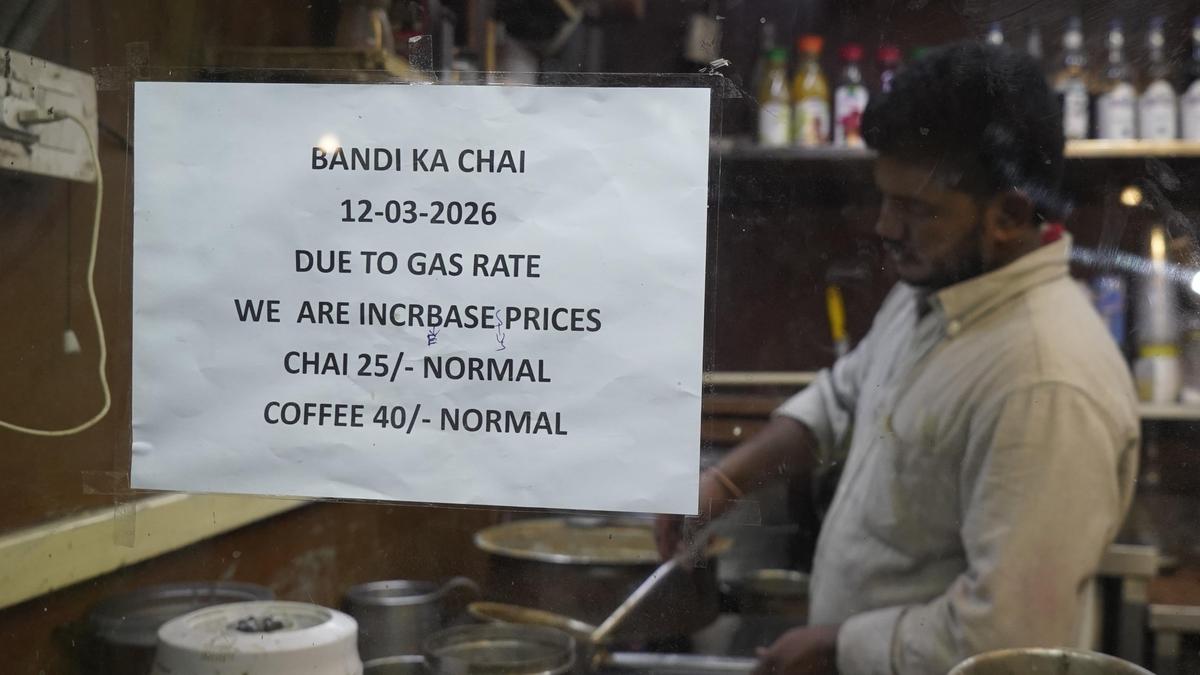 BANDI KA CHAI
12-03-2026
DUE TO GAS RATE
WE ARE INCRBASE PRICES
E
CHAI 25/- NORMAL
COFFEE 40/- NORMAL